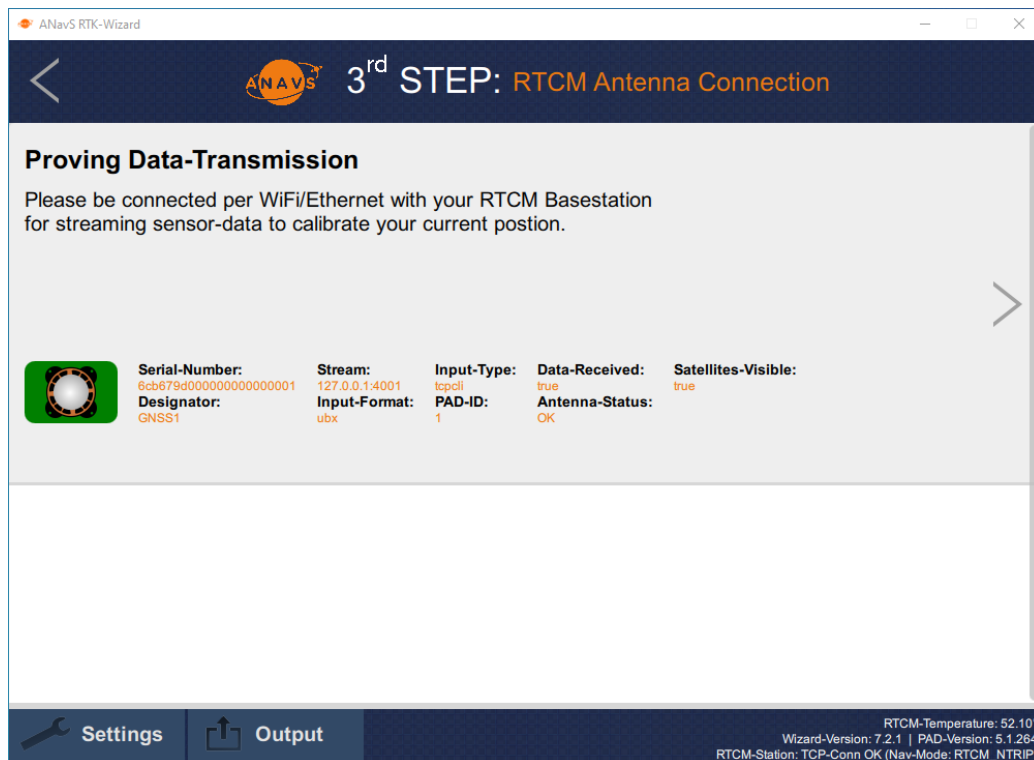 ANavS RTK-Wizard
ANAVS
3rd STEP: RTCM Antenna Connection
Proving Data-Transmission
Please be connected per WiFi/Ethernet with your RTCM Basestation
for streaming sensor-data to calibrate your current postion.
Serial-Number: Stream: Input-Type: Data-Received: Satellites-Visible:
6cb679d000000000000001 127.0.0.1:4001 tcpcli true true
Designator: Input-Format: PAD-ID: Antenna-Status:
GNSS1 ubx 1 OK
Settings Output
RTCM-Temperature: 52.10
Wizard-Version: 7.2.1 | PAD-Version: 5.1.264
RTCM-Station: TCP-Conn OK (Nav-Mode: RTCM_NTRIP